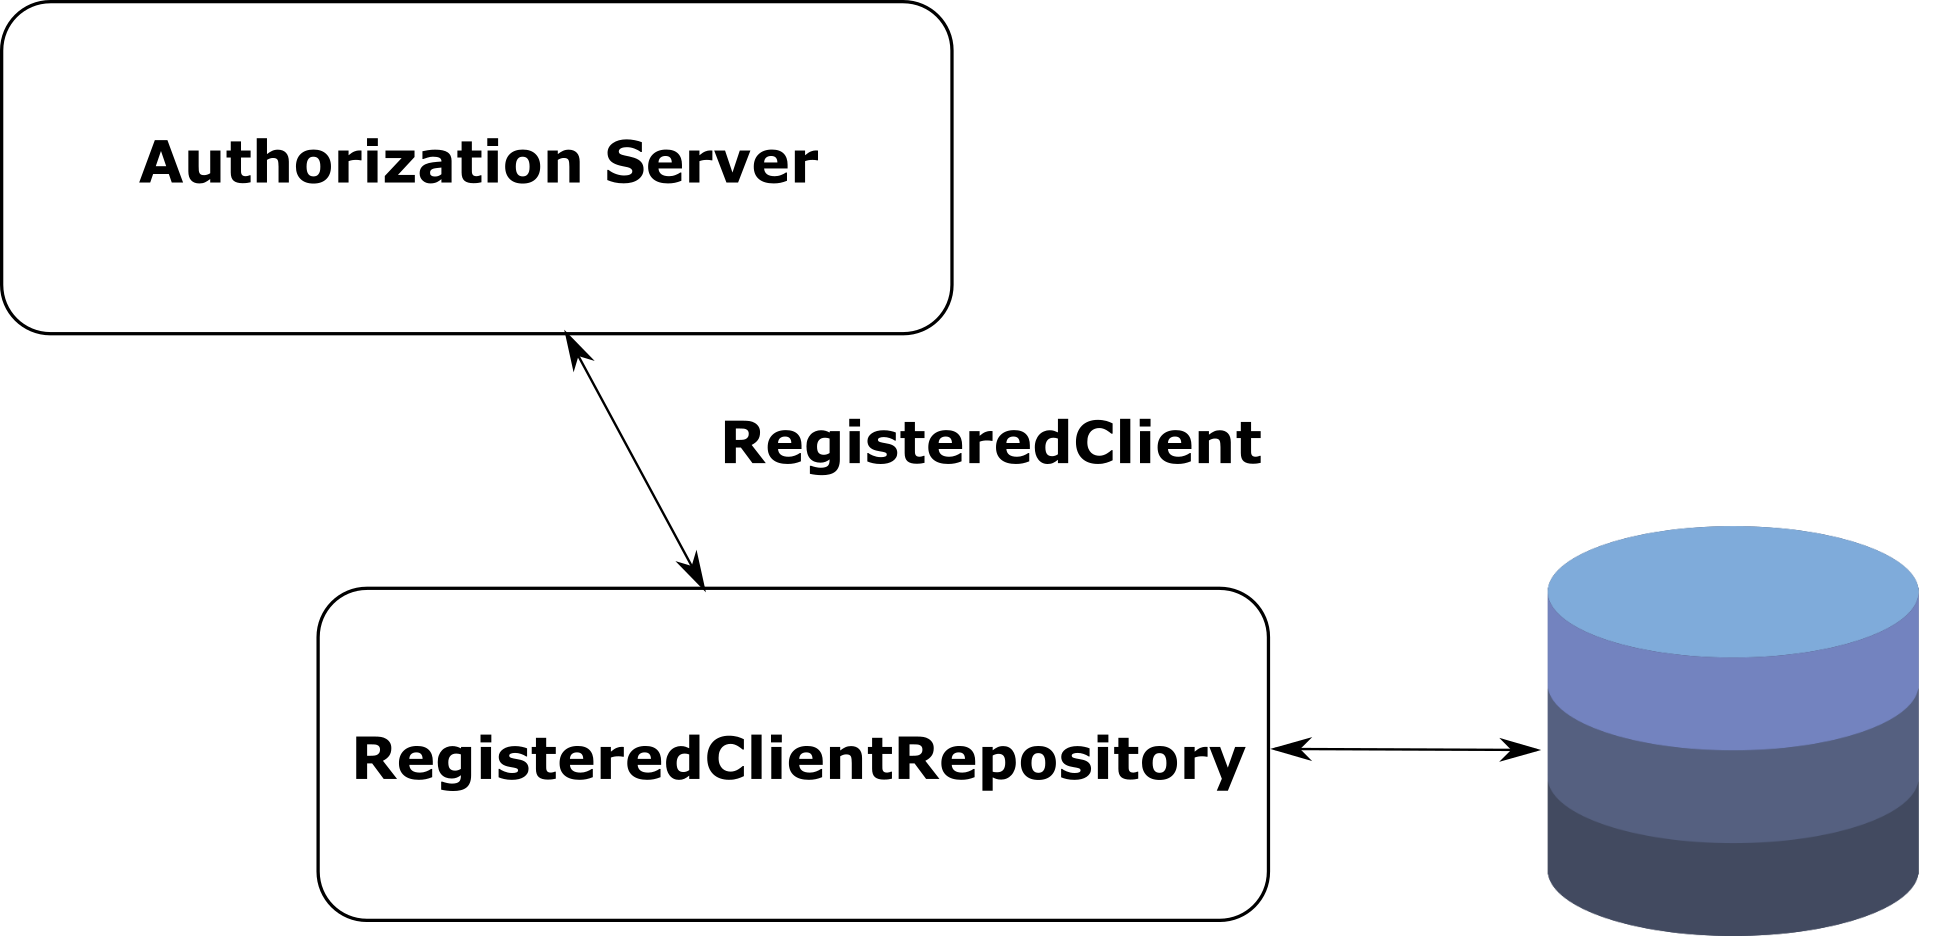 Authorization Server
RegisteredClient
RegisteredClientRepository